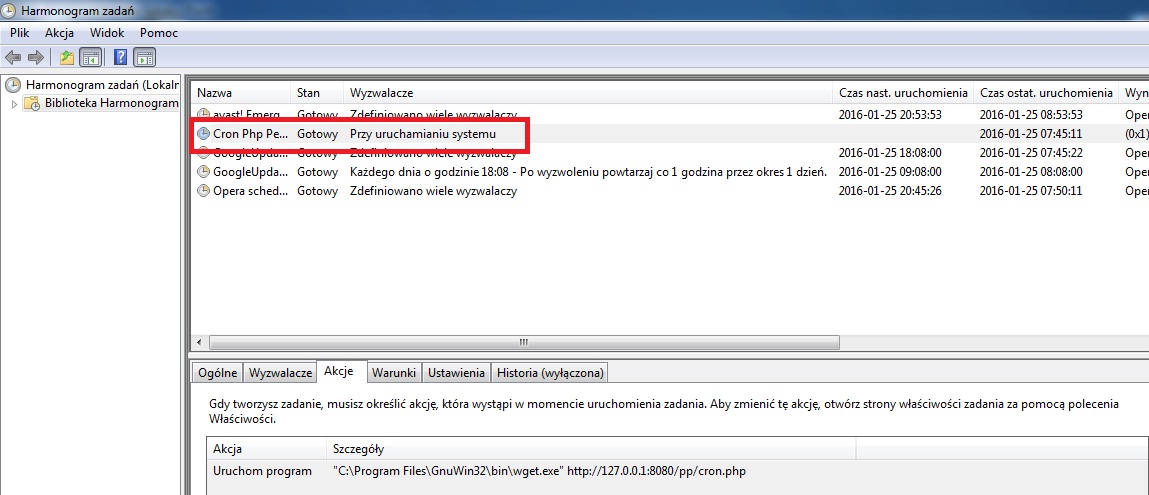 Harmonogram zadań
Plik Akcja Widok Pomoc
Harmonogram zadań (Lokaln
Biblioteka Harmonogram
Nazwa Stan Wyzwalacze Czas nast. uruchomienia Czas ostat. uruchomienia Wyn
avast! Emerg... Gotowy Zdefiniowano wiele wyzwalaczy 2016-01-25 20:53:53 2016-01-25 08:53:53 Oper
Cron Php Pe... Gotowy Przy uruchamianiu systemu 2016-01-25 07:45:11 (0x1)
GoogleUpda... Gotowy Zdefiniowano wiele wyzwalaczy 2016-01-25 18:08:00 2016-01-25 07:45:22 Oper
GoogleUpda... Gotowy Każdego dnia o godzinie 18:08 - Po wyzwoleniu powtarzaj co 1 godzina przez okres 1 dzień. 2016-01-25 09:08:00 2016-01-25 08:08:00 Oper
Opera sched... Gotowy Zdefiniowano wiele wyzwalaczy 2016-01-25 20:45:26 2016-01-25 07:50:11 Oper
Ogólne Wyzwalacze Akcje Warunki Ustawienia Historia (wyłączona)
Gdy tworzysz zadanie, musisz określić akcję, która wystąpi w momencie uruchomienia zadania. Aby zmienić tę akcję, otwórz strony właściwości zadania za pomocą polecenia
Właściwości.
Akcja Szczegóły
Uruchom program "C:\Program Files\GnuWin32\bin\wget.exe" http://127.0.0.1:8080/pp/cron.php